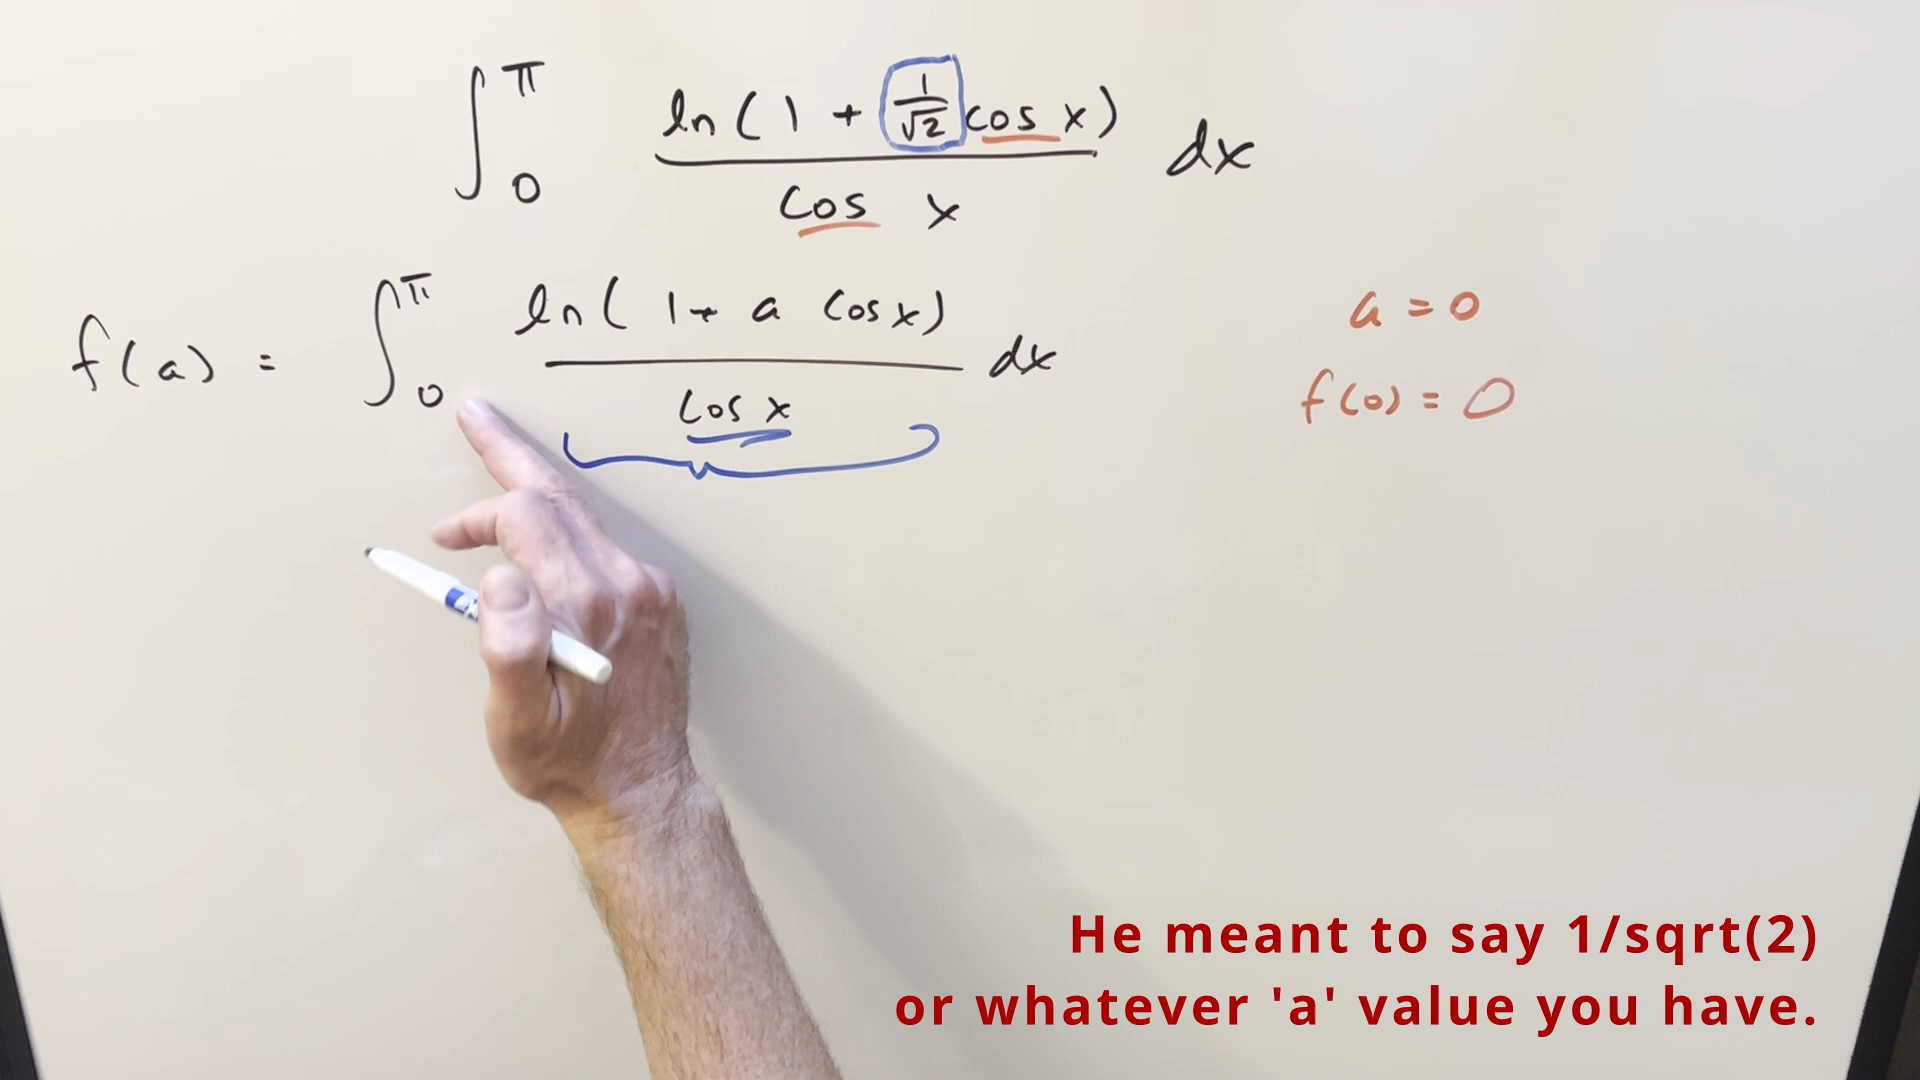 ∫₀^π ln(1 + 1/√2 cos x) / cos x dx
f(a) = ∫₀^π ln(1 + a cos x) / cos x dx
a = 0
f(0) = 0
He meant to say 1/sqrt(2)
or whatever 'a' value you have.